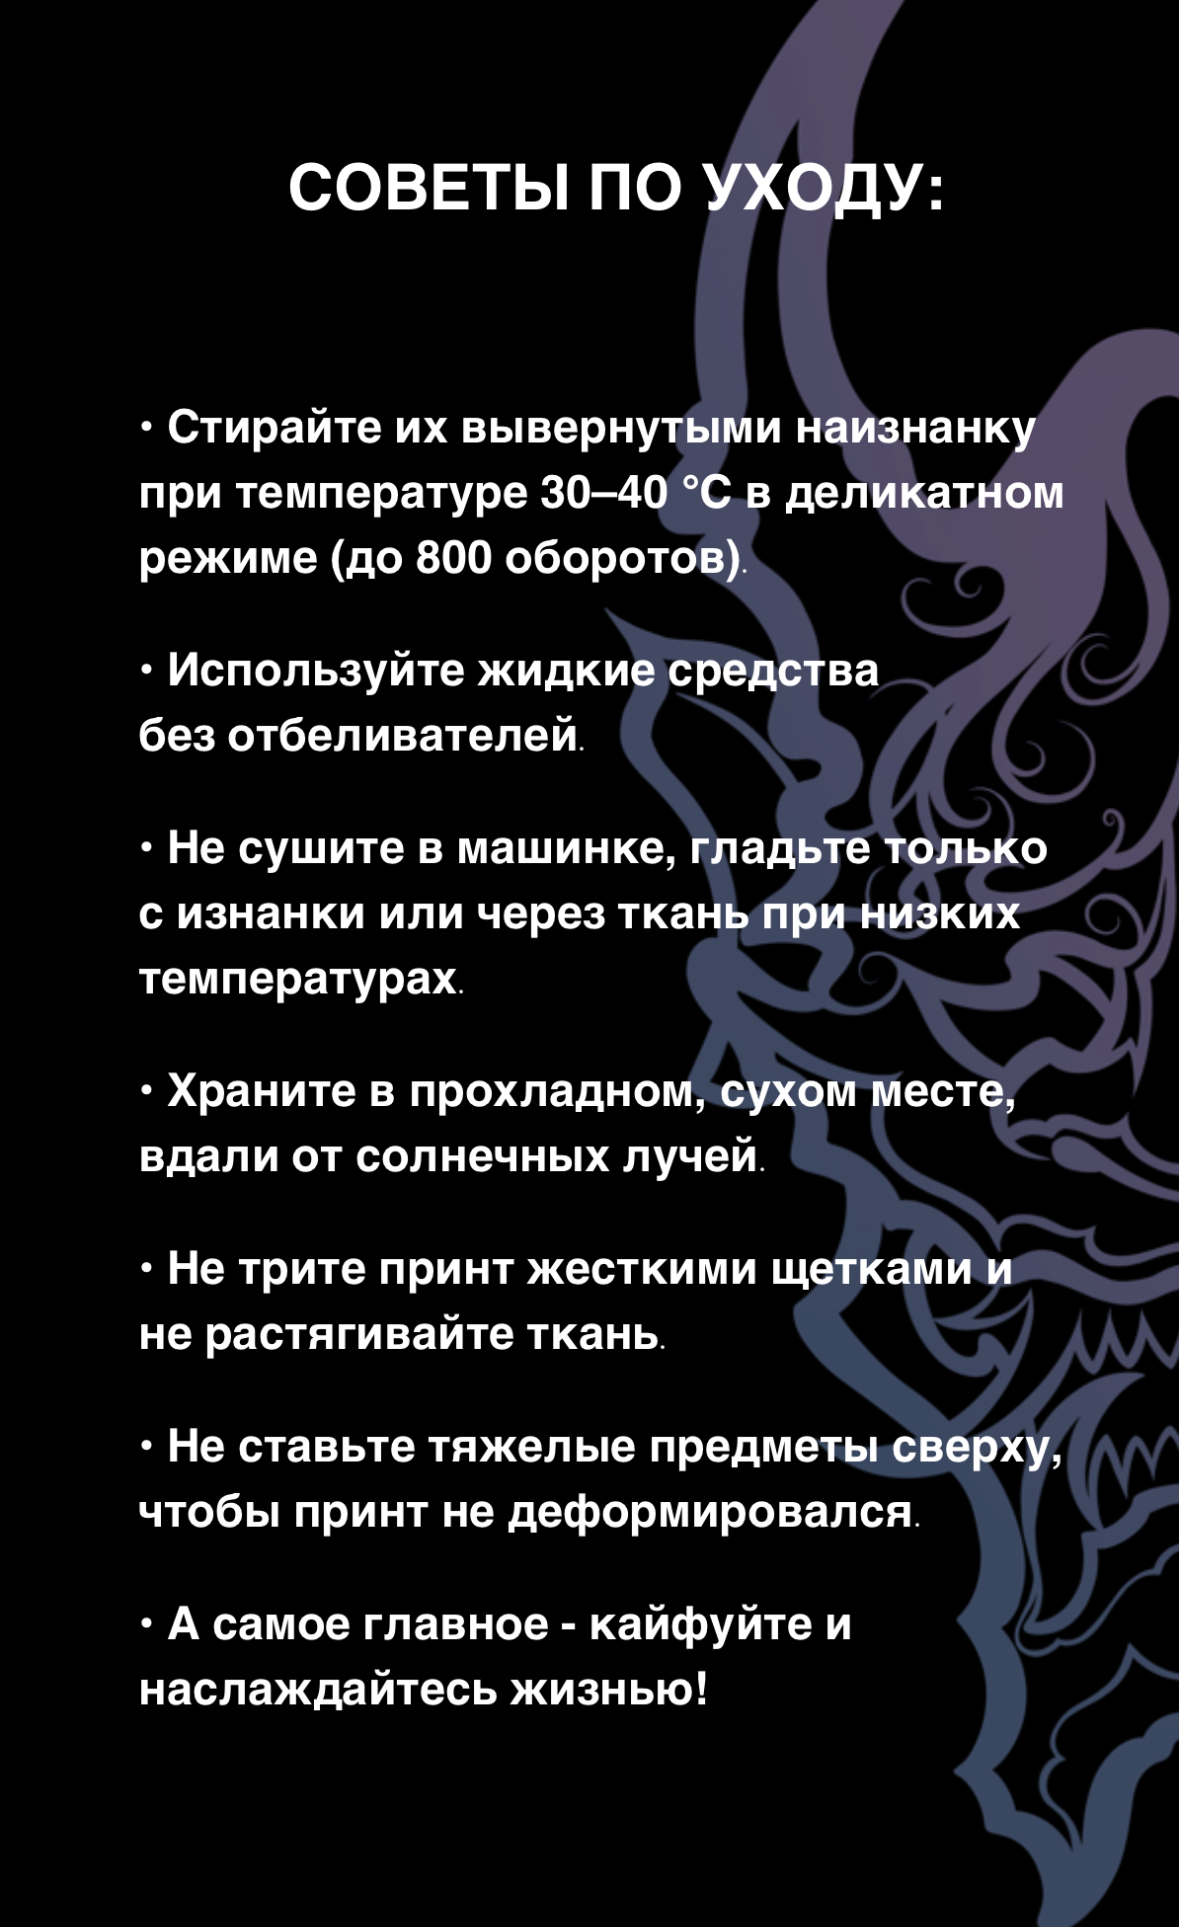 СОВЕТЫ ПО УХОДУ:
· Стирайте их вывернутыми наизнанку
при температуре 30–40 °С в деликатном
режиме (до 800 оборотов).
· Используйте жидкие средства
без отбеливателей.
· Не сушите в машинке, гладьте только
с изнанки или через ткань при низких
температурах.
· Храните в прохладном, сухом месте,
вдали от солнечных лучей.
· Не трите принт жесткими щетками и
не растягивайте ткань.
· Не ставьте тяжелые предметы сверху,
чтобы принт не деформировался.
· А самое главное - кайфуйте и
наслаждайтесь жизнью!